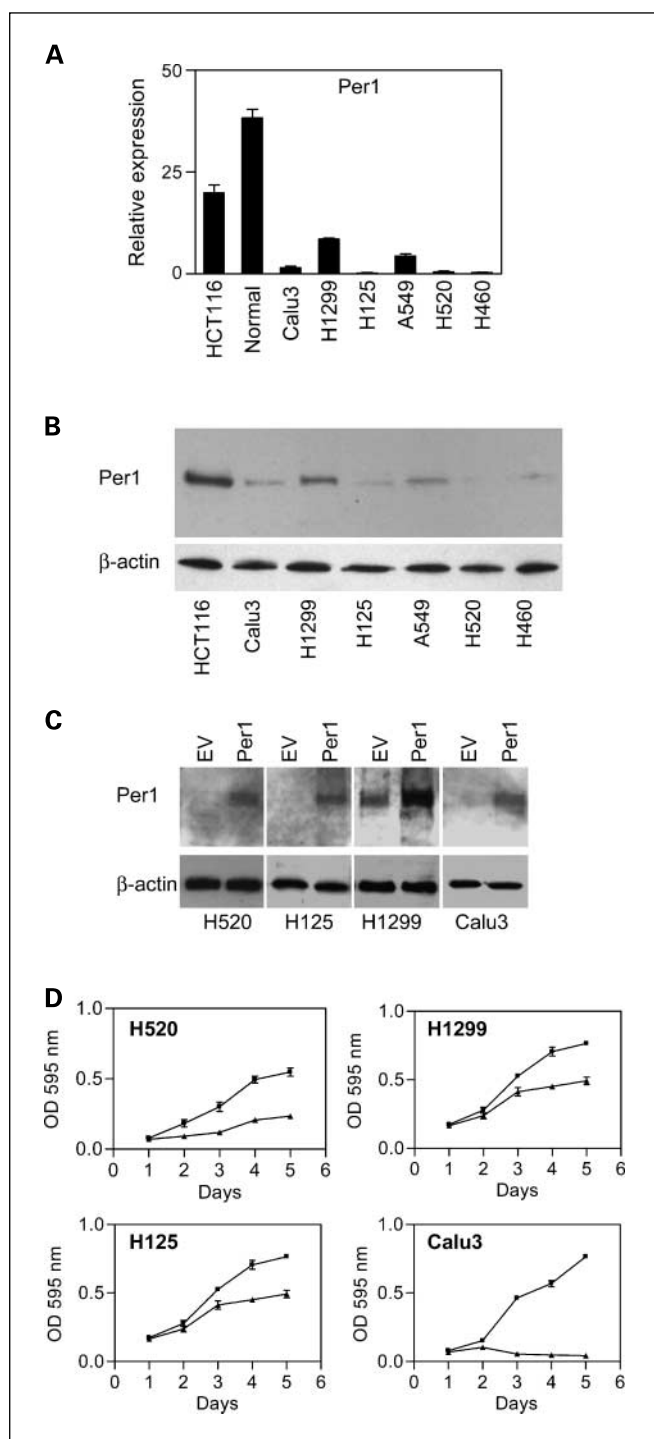 A
Per1
Relative expression
50
25
0
HCT116
Normal
Calu3
H1299
H125
A549
H520
H460
B
Per1
β-actin
HCT116
Calu3
H1299
H125
A549
H520
H460
C
EV Per1 EV Per1 EV Per1 EV Per1
Per1
β-actin
H520 H125 H1299 Calu3
D
H520
OD 595 nm
1.0
0.5
0.0
0 1 2 3 4 5 6
Days
H1299
OD 595 nm
1.0
0.5
0.0
0 1 2 3 4 5 6
Days
H125
OD 595 nm
1.0
0.5
0.0
0 1 2 3 4 5 6
Days
Calu3
OD 595 nm
1.0
0.5
0.0
0 1 2 3 4 5 6
Days